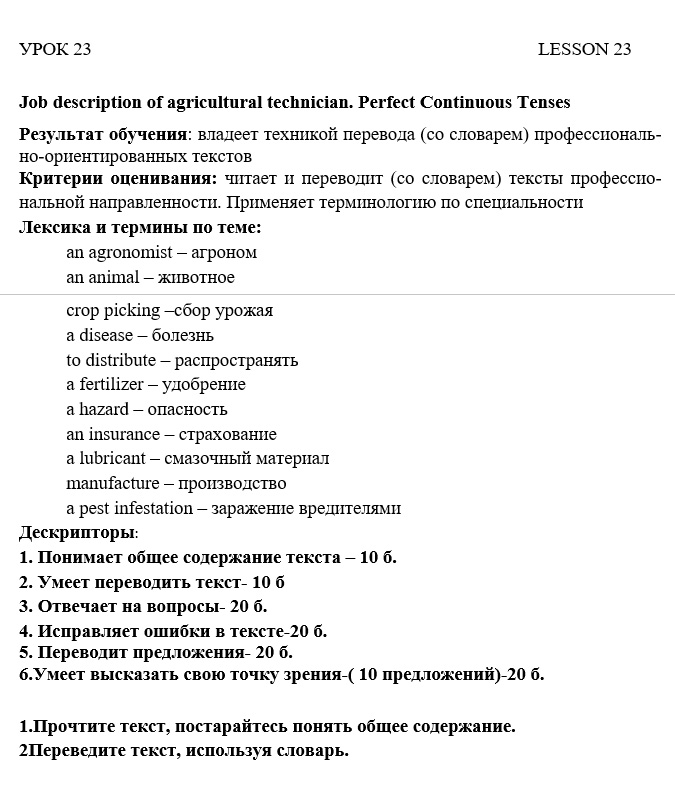 УРОК 23 LESSON 23
Job description of agricultural technician. Perfect Continuous Tenses
Результат обучения: владеет техникой перевода (со словарем) профессиональ-
но-ориентированных текстов
Критерии оценивания: читает и переводит (со словарем) тексты профессио-
нальной направленности. Применяет терминологию по специальности
Лексика и термины по теме:
an agronomist – агроном
an animal – животное
crop picking –сбор урожая
a disease – болезнь
to distribute – распространять
a fertilizer – удобрение
a hazard – опасность
an insurance – страхование
a lubricant – смазочный материал
manufacture – производство
a pest infestation – заражение вредителями
Дескрипторы:
1. Понимает общее содержание текста – 10 б.
2. Умеет переводить текст- 10 б
3. Отвечает на вопросы- 20 б.
4. Исправляет ошибки в тексте-20 б.
5. Переводит предложения- 20 б.
6.Умеет высказать свою точку зрения-( 10 предложений)-20 б.
1.Прочтите текст, постарайтесь понять общее содержание.
2Переведите текст, используя словарь.